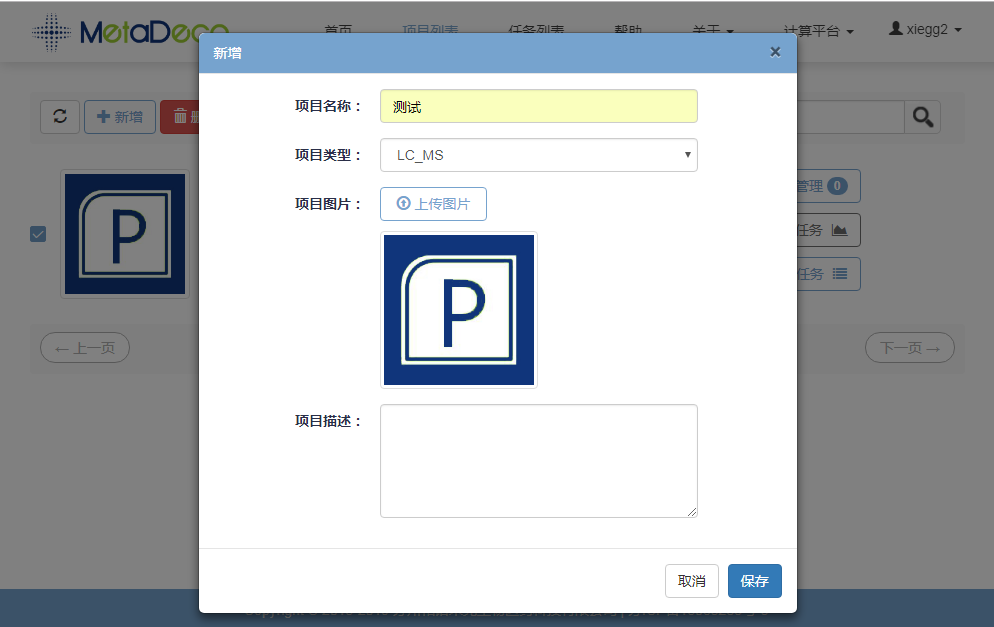 MetaDeco 首页 项目列表 任务列表 帮助 关于 计算平台 xiegg2
新增 ×
新增
管理 0
任务
任务
← 上一页 下一页 →
P
项目名称：测试
项目类型：LC_MS
项目图片：上传图片
P
项目描述：
取消 保存